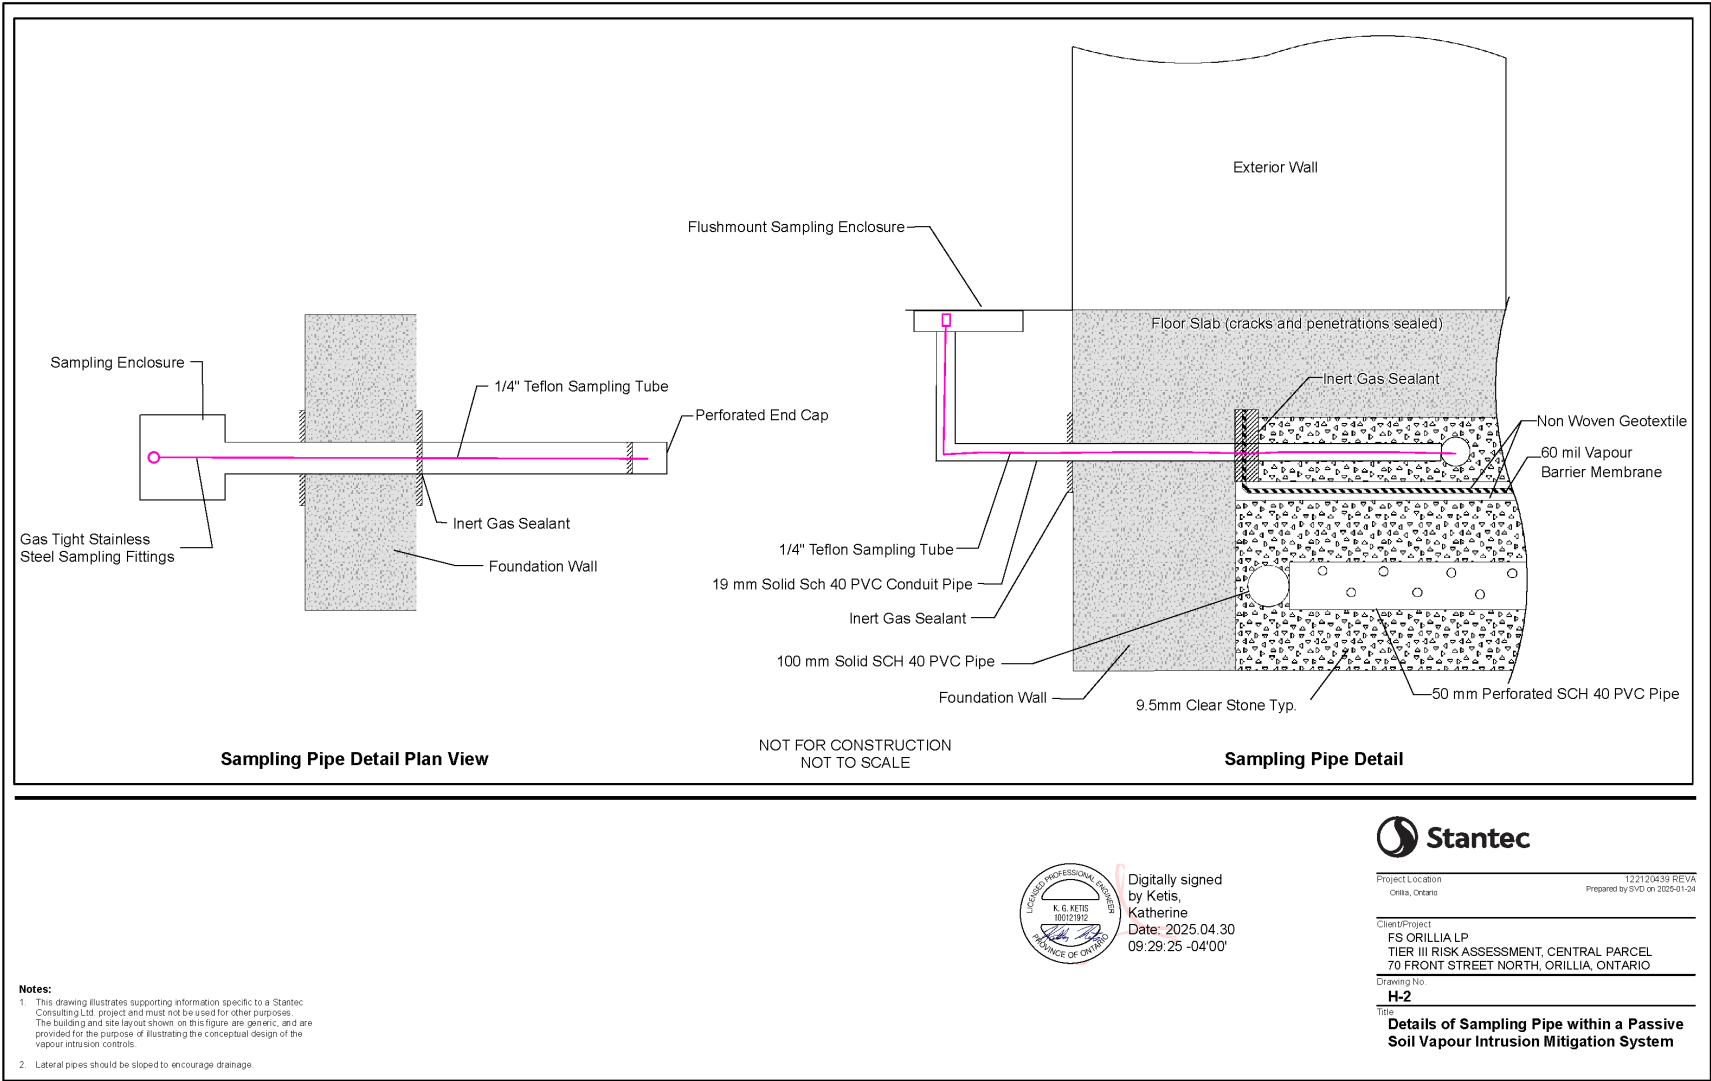 Exterior Wall
Flushmount Sampling Enclosure
Floor Slab (cracks and penetrations sealed)
Sampling Enclosure
1/4" Teflon Sampling Tube
Perforated End Cap
Inert Gas Sealant
Gas Tight Stainless
Steel Sampling Fittings
Foundation Wall
Inert Gas Sealant
Non Woven Geotextile
60 mil Vapour
Barrier Membrane
1/4" Teflon Sampling Tube
19 mm Solid Sch 40 PVC Conduit Pipe
Inert Gas Sealant
100 mm Solid SCH 40 PVC Pipe
Foundation Wall
9.5mm Clear Stone Typ.
50 mm Perforated SCH 40 PVC Pipe
Sampling Pipe Detail Plan View
NOT FOR CONSTRUCTION
NOT TO SCALE
Sampling Pipe Detail
LICENSED PROFESSIONAL ENGINEER
K. G. KETIS
100121912
PROVINCE OF ONTARIO
Digitally signed
by Ketis,
Katherine
Date: 2025.04.30
09:29:25 -04'00'
Stantec
Project Location
122120439 REVA
Orillia, Ontario
Prepared by SVD on 2025-01-24
Client/Project
FS ORILLIA LP
TIER III RISK ASSESSMENT, CENTRAL PARCEL
70 FRONT STREET NORTH, ORILLIA, ONTARIO
Drawing No.
H-2
Title
Details of Sampling Pipe within a Passive
Soil Vapour Intrusion Mitigation System
Notes:
1. This drawing illustrates supporting information specific to a Stantec
Consulting Ltd. project and must not be used for other purposes.
The building and site layout shown on this figure are generic, and are
provided for the purpose of illustrating the conceptual design of the
vapour intrusion controls.
2. Lateral pipes should be sloped to encourage drainage.